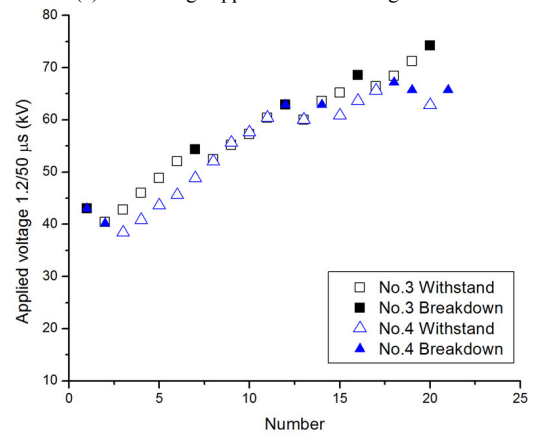 80
70
60
50
40
30
20
10
0
5
10
15
20
25
Applied voltage 1.2/50 μs (kV)
Number
No.3 Withstand
No.3 Breakdown
No.4 Withstand
No.4 Breakdown